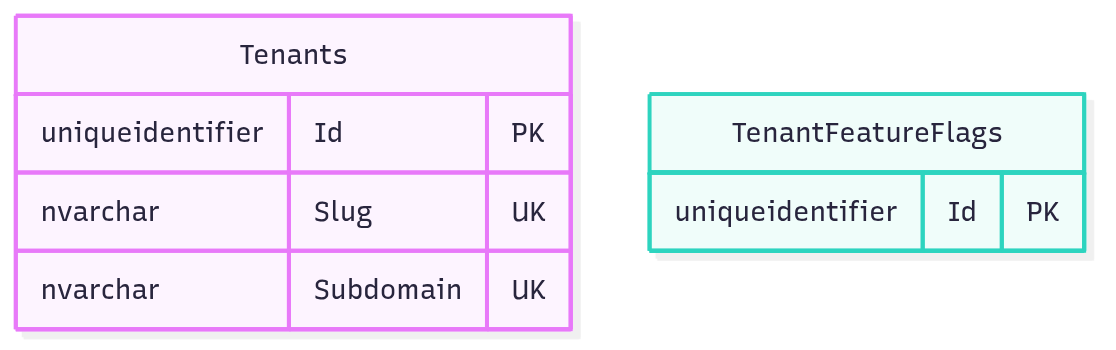 Tenants
uniqueidentifier Id PK
nvarchar Slug UK
nvarchar Subdomain UK
TenantFeatureFlags
uniqueidentifier Id PK